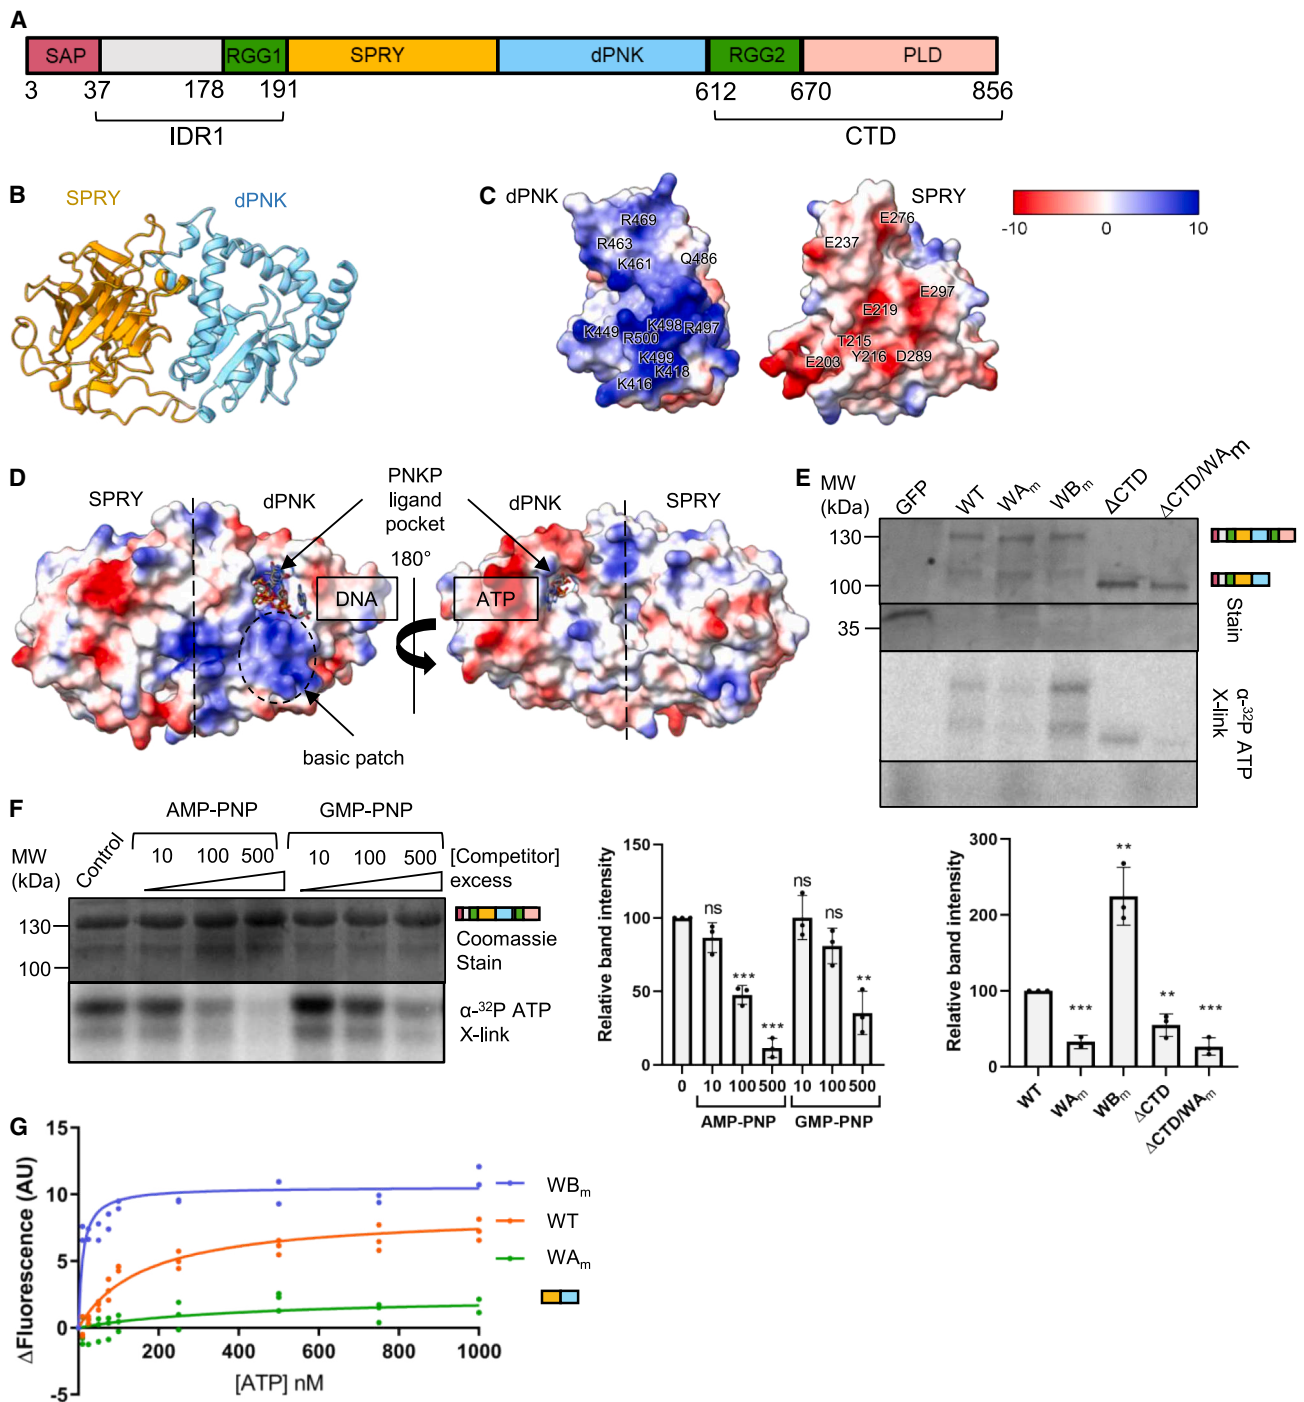 A
SAP
RGG1
SPRY
dPNK
RGG2
PLD
3
37
178
191
612
670
856
IDR1
CTD
B
SPRY
dPNK
C
dPNK
SPRY
R469
R463
K461
Q486
K449
K498
R497
R500
K499
K418
K416
E276
E237
E297
E219
T215
Y216
D289
E203
-10
0
10
D
SPRY
dPNK
PNKP
ligand
pocket
dPNK
SPRY
180°
DNA
ATP
basic patch
E
MW
(kDa)
GFP
WT
WAm
WBm
ΔCTD
ΔCTD/WAm
130
100
35
Stain
α-³²P ATP
X-link
F
AMP-PNP
GMP-PNP
MW
(kDa)
Control
10
100
500
10
100
500
[Competitor]
excess
130
100
Coomassie
Stain
α-³²P ATP
X-link
Relative band intensity
150
100
50
0
ns
***
***
ns
ns
**
0
10
100
500
10
100
500
AMP-PNP
GMP-PNP
Relative band intensity
300
200
100
0
***
**
**
***
WT
WAm
WBm
ΔCTD
ΔCTD/WAm
G
ΔFluorescence (AU)
15
10
5
0
-5
200
400
600
800
1000
[ATP] nM
WBm
WT
WAm